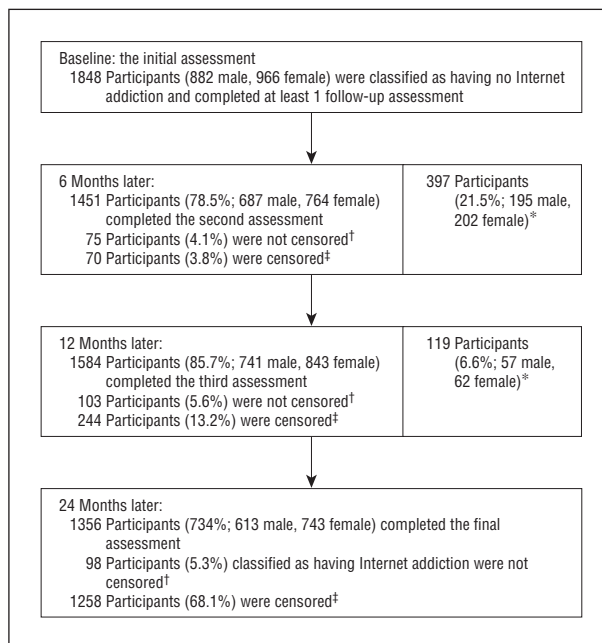 Baseline: the initial assessment
1848 Participants (882 male, 966 female) were classified as having no Internet
addiction and completed at least 1 follow-up assessment
6 Months later:
1451 Participants (78.5%; 687 male, 764 female)
completed the second assessment
75 Participants (4.1%) were not censored†
70 Participants (3.8%) were censored‡
397 Participants
(21.5%; 195 male,
202 female)*
12 Months later:
1584 Participants (85.7%; 741 male, 843 female)
completed the third assessment
103 Participants (5.6%) were not censored†
244 Participants (13.2%) were censored‡
119 Participants
(6.6%; 57 male,
62 female)*
24 Months later:
1356 Participants (734%; 613 male, 743 female) completed the final
assessment
98 Participants (5.3%) classified as having Internet addiction were not
censored†
1258 Participants (68.1%) were censored‡